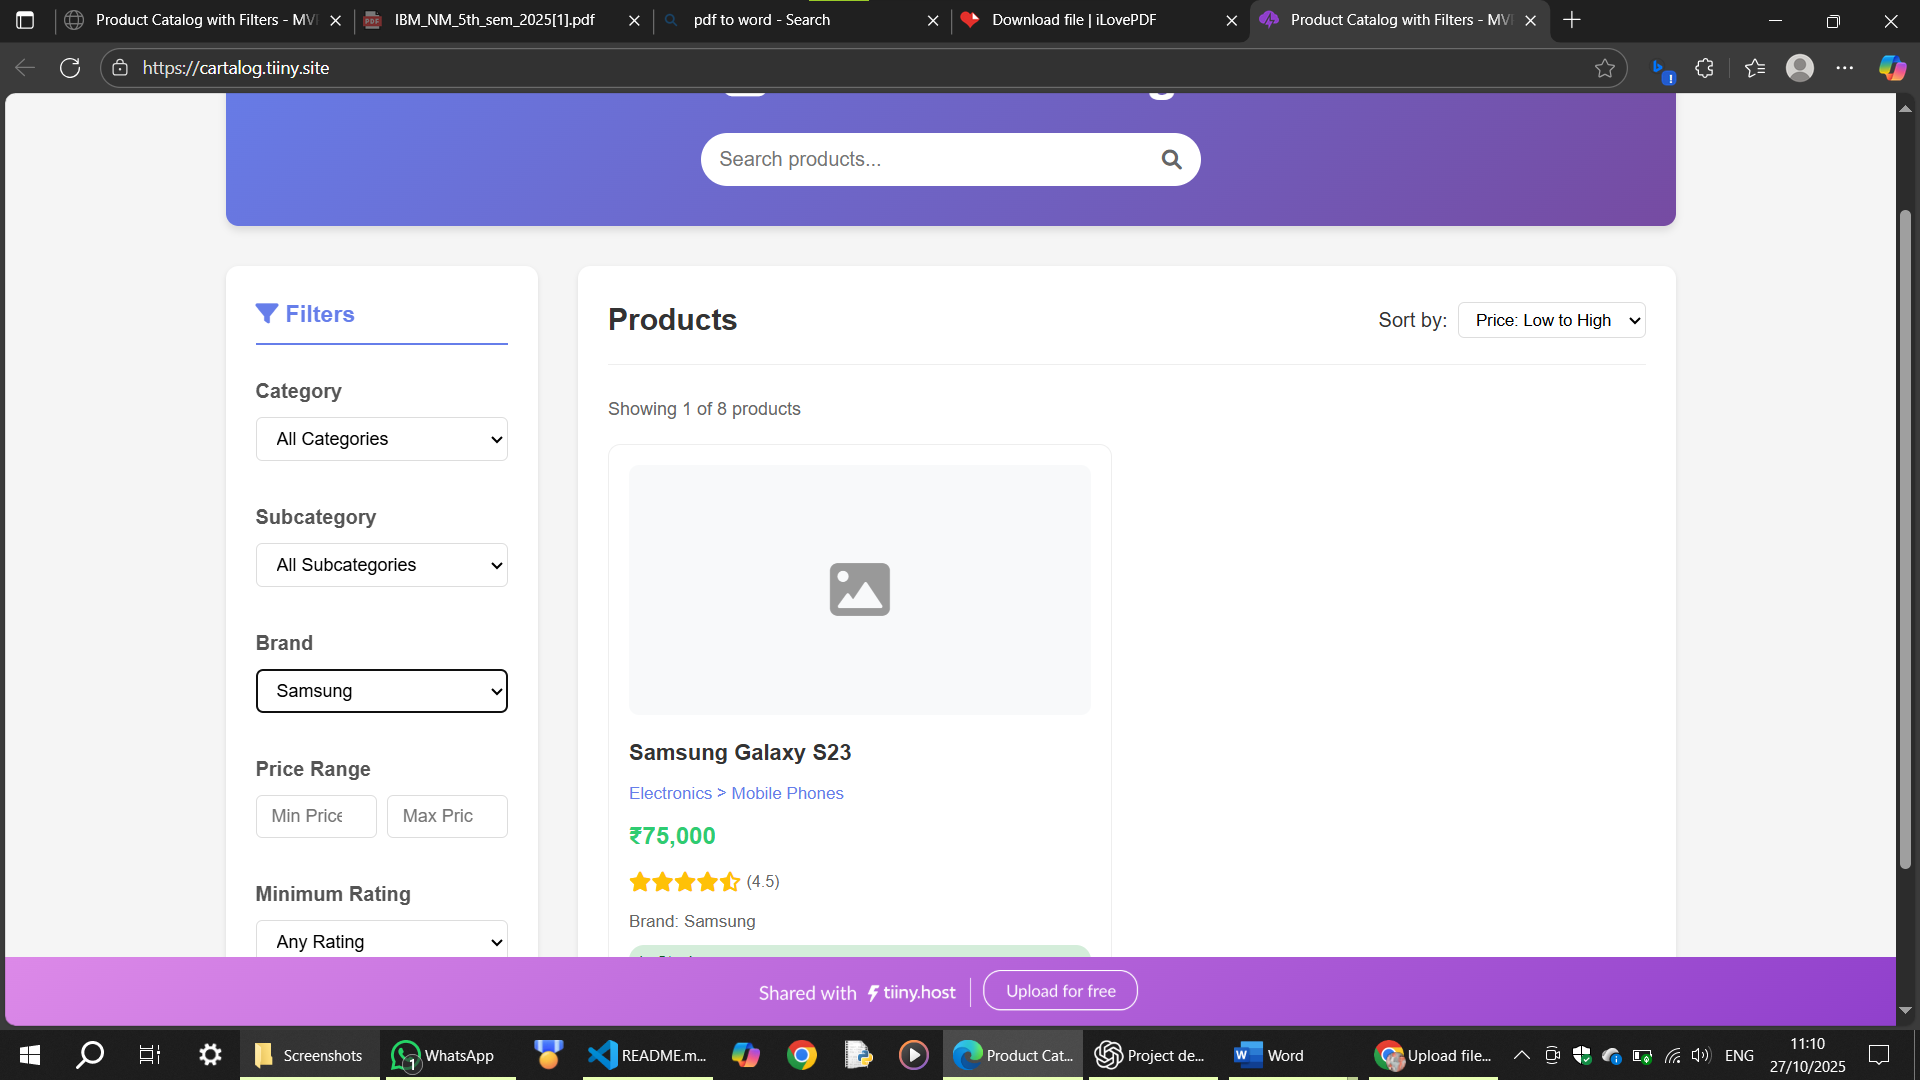 Product Catalog with Filters - MV
IBM_NM_5th_sem_2025[1].pdf
pdf to word - Search
Download file | iLovePDF
Product Catalog with Filters - MV
https://cartalog.tiiny.site
Search products...
Filters
Category
All Categories
Subcategory
All Subcategories
Brand
Samsung
Price Range
Min Price
Max Pric
Minimum Rating
Any Rating
Products
Sort by:
Price: Low to High
Showing 1 of 8 products
Samsung Galaxy S23
Electronics > Mobile Phones
₹75,000
(4.5)
Brand: Samsung
Shared with tiiny.host
Upload for free
Screenshots
1
WhatsApp
README.m...
Product Cat...
Project de...
Word
Upload file...
ENG
11:10
27/10/2025